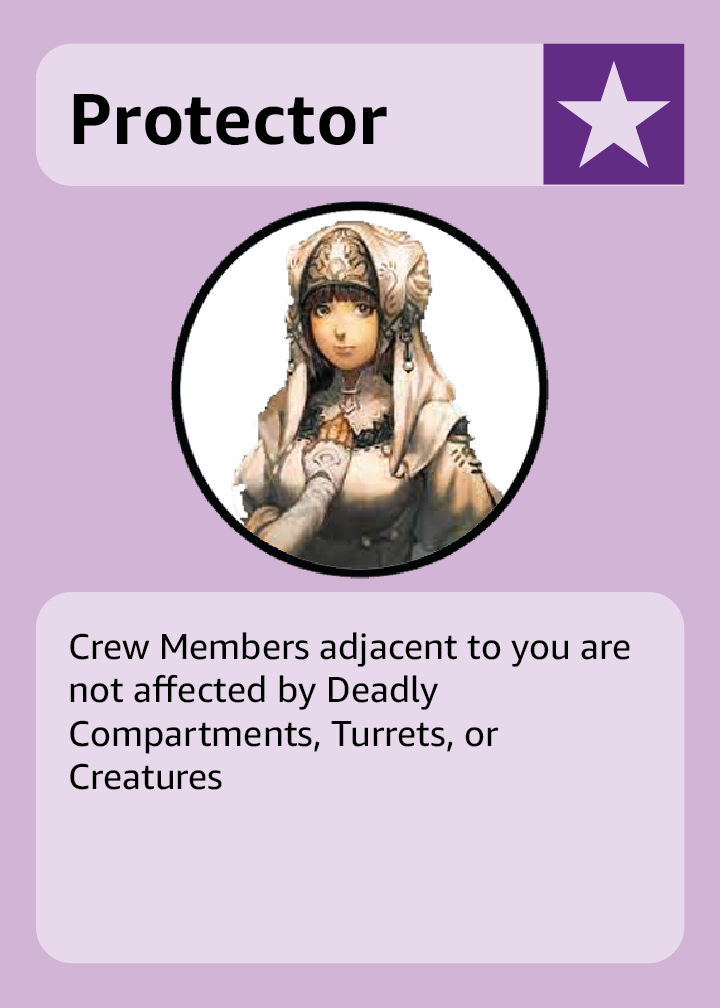 Protector
Crew Members adjacent to you are
not affected by Deadly
Compartments, Turrets, or
Creatures